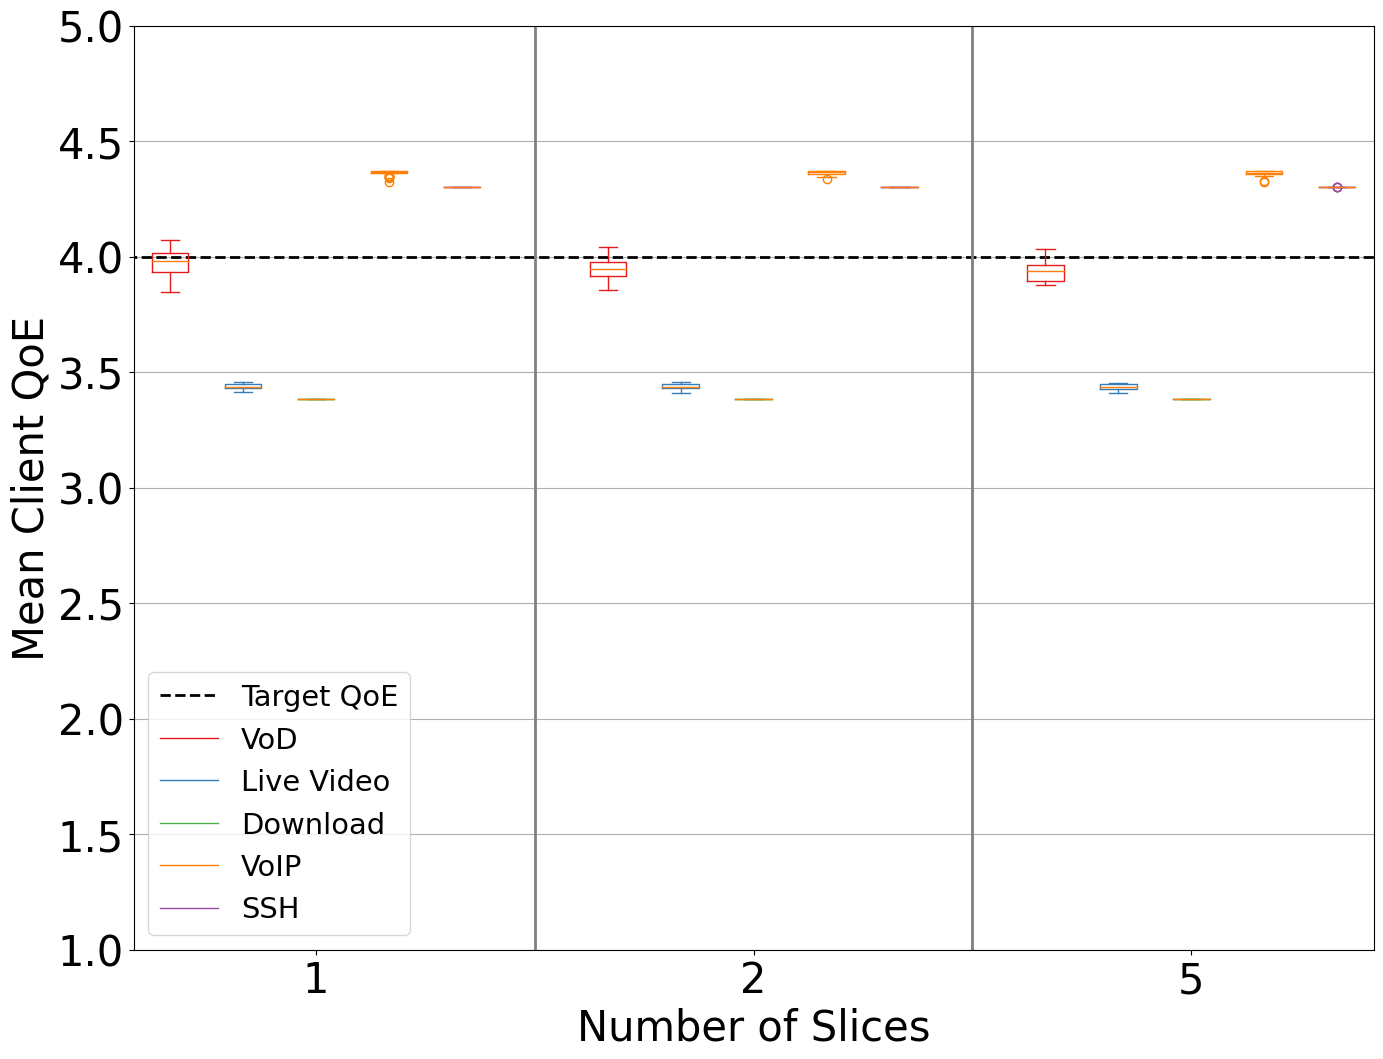 5.0
4.5
4.0
3.5
3.0
2.5
2.0
1.5
1.0
Mean Client QoE
Target QoE
VoD
Live Video
Download
VoIP
SSH
1 2 5
Number of Slices